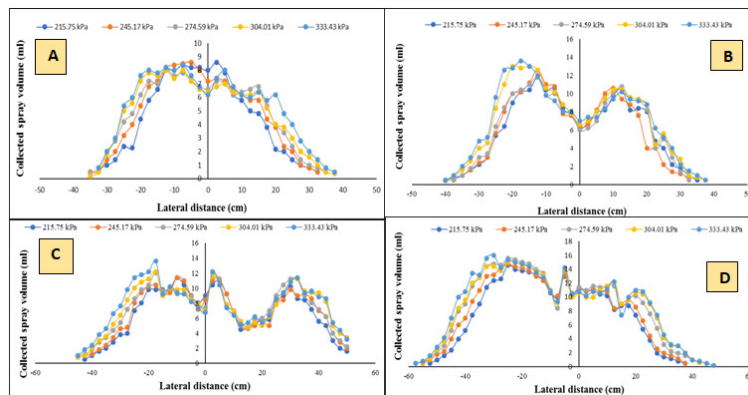 215.75 kPa 245.17 kPa 274.59 kPa 304.01 kPa 333.43 kPa
A
Collected spray volume (ml)
10
9
8
7
6
5
4
3
2
1
0
-50 -40 -30 -20 -10 0 10 20 30 40 50
Lateral distance (cm)
215.75 kPa 245.17 kPa 274.59 kPa 304.01 kPa 333.43 kPa
B
Collected spray volume (ml)
16
14
12
10
8
6
4
2
0
-60 -40 -20 0 20 40 60
Lateral distance (cm)
215.75 kPa 245.17 kPa 274.59 kPa 304.01 kPa 333.43 kPa
C
Collected spray volume (ml)
16
14
12
10
8
6
4
2
0
-60 -40 -20 0 20 40 60
Lateral distance (cm)
215.75 kPa 245.17 kPa 274.59 kPa 304.01 kPa 333.43 kPa
D
Collected spray volume (ml)
18
16
14
12
10
8
6
4
2
0
-60 -40 -20 0 20 40 60
Lateral distance (cm)